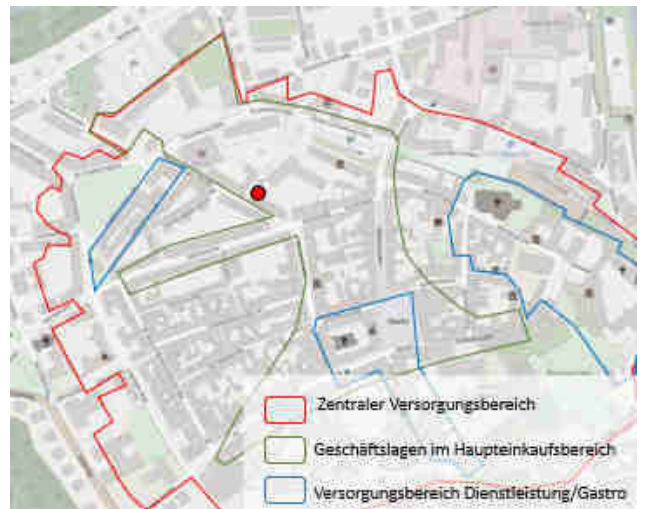 Zentraler Versorgungsbereich
Geschäftslagen im Haupteinkaufsbereich
Versorgungsbereich Dienstleistung/Gastro